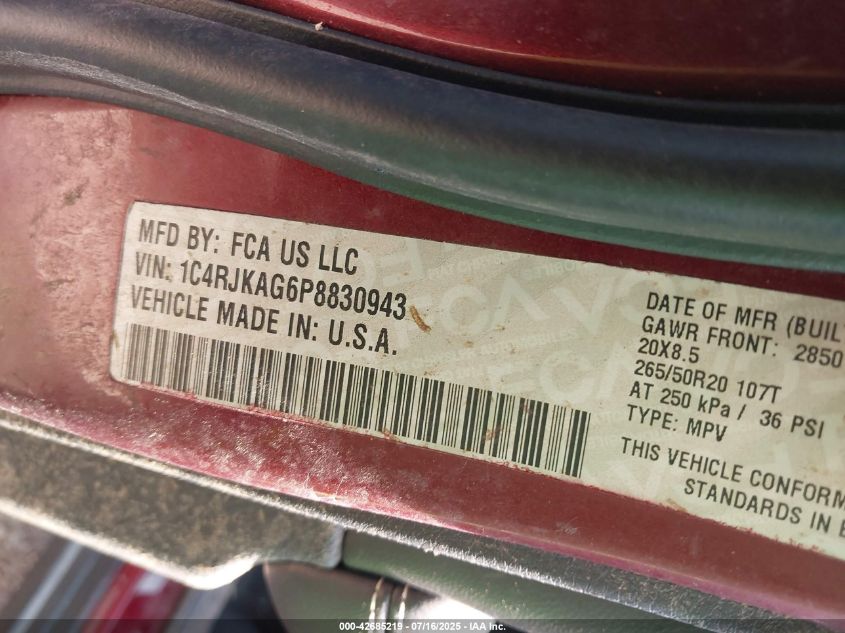 MFD BY: FCA US LLC
VIN: 1C4RJKAG6P8830943
VEHICLE MADE IN: U.S.A.
DATE OF MFR (BUILT
GAWR FRONT: 2850
20X8.5
265/50R20 107T
AT 250 kPa / 36 PSI
TYPE: MPV
THIS VEHICLE CONFORM
STANDARDS IN E
000-42685219 - 07/16/2025 - IAA Inc.